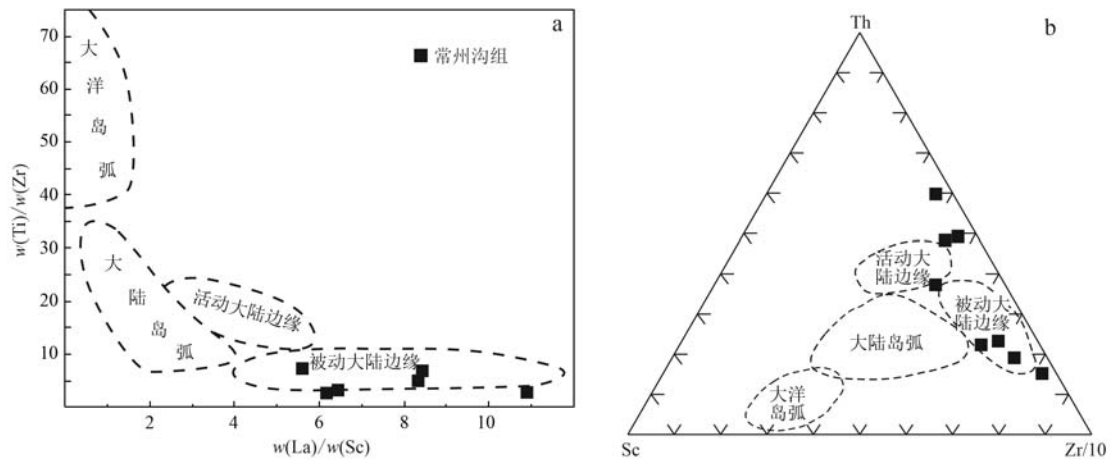 a
70
60
50
40
30
20
10
w(Ti)/w(Zr)
大
洋
岛
弧
■ 常州沟组
大
陆
岛
弧
活动大陆边缘
被动大陆边缘
2
4
6
8
10
w(La)/w(Sc)
b
Th
活动大
陆边缘
被动大
陆边缘
大陆岛弧
大洋
岛弧
Sc
Zr/10